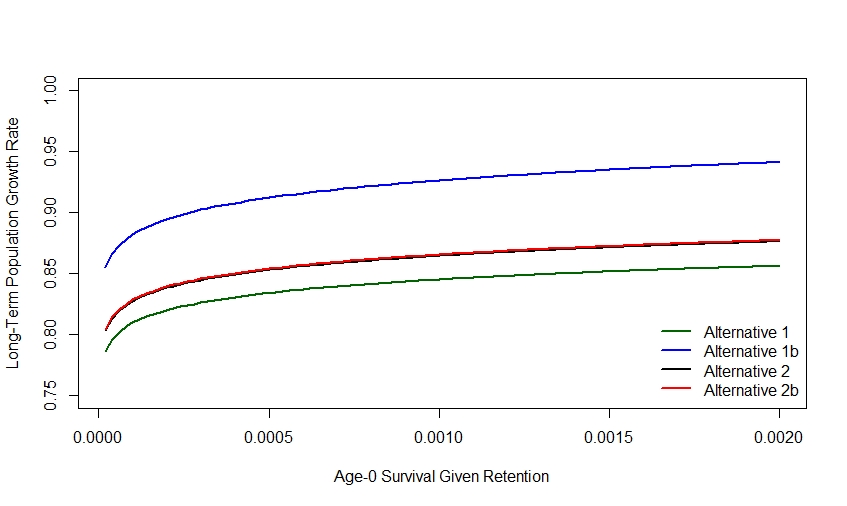 Long-Term Population Growth Rate
1.00
0.95
0.90
0.85
0.80
0.75
Alternative 1
Alternative 1b
Alternative 2
Alternative 2b
0.0000 0.0005 0.0010 0.0015 0.0020
Age-0 Survival Given Retention